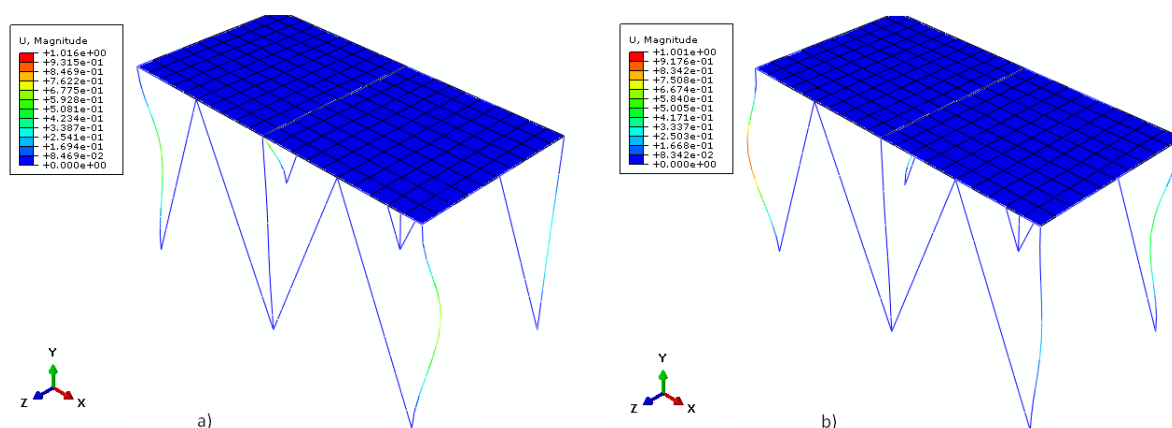 U, Magnitude
+1.016e+00
+9.315e-01
+8.469e-01
+7.622e-01
+6.775e-01
+5.928e-01
+5.081e-01
+4.234e-01
+3.387e-01
+2.541e-01
+1.694e-01
+8.469e-02
+0.000e+00
Y
Z
X
a)
U, Magnitude
+1.001e+00
+9.176e-01
+8.342e-01
+7.508e-01
+6.674e-01
+5.840e-01
+5.005e-01
+4.171e-01
+3.337e-01
+2.503e-01
+1.668e-01
+8.342e-02
+0.000e+00
Y
Z
X
b)